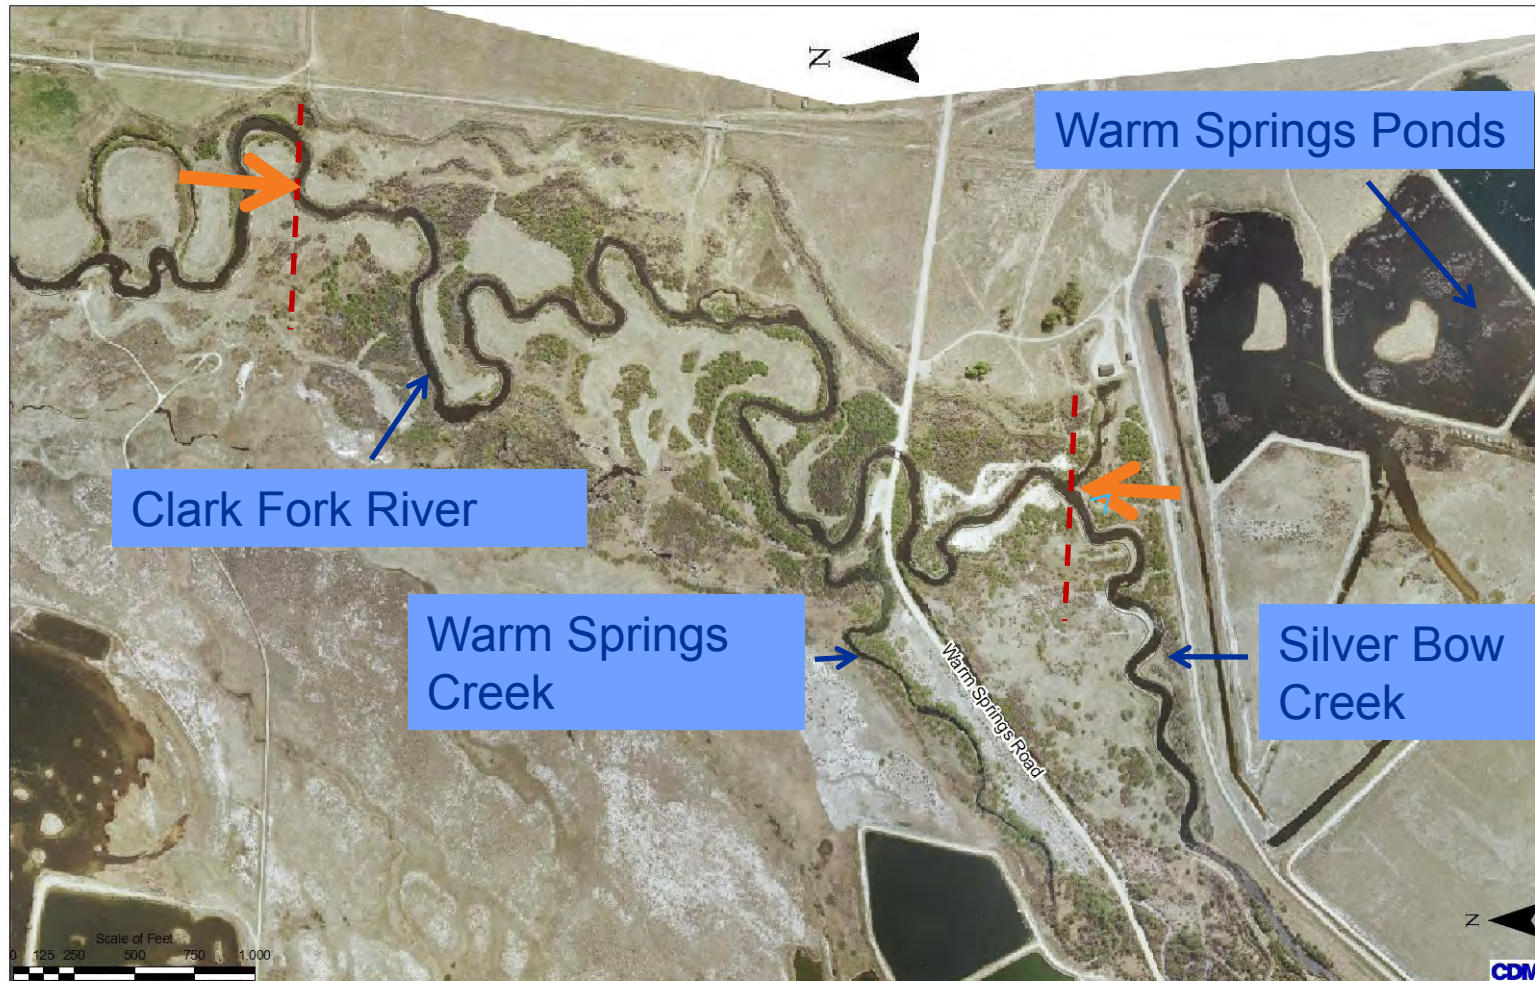 N
Warm Springs Ponds
Clark Fork River
Warm Springs
Creek
Silver Bow
Creek
Warm Springs Road
N
Scale of Feet
0 125 250 500 750 1,000
CDM